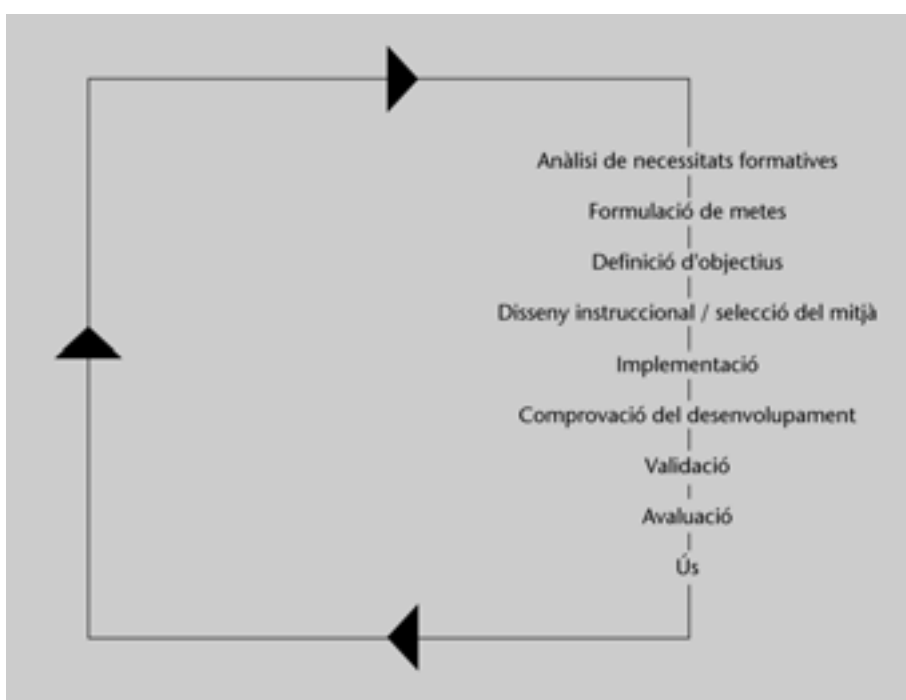 Anàlisi de necessitats formatives
Formulació de metes
Definició d'objectius
Disseny instruccional / selecció del mitjà
Implementació
Comprovació del desenvolupament
Validació
Avaluació
Ús